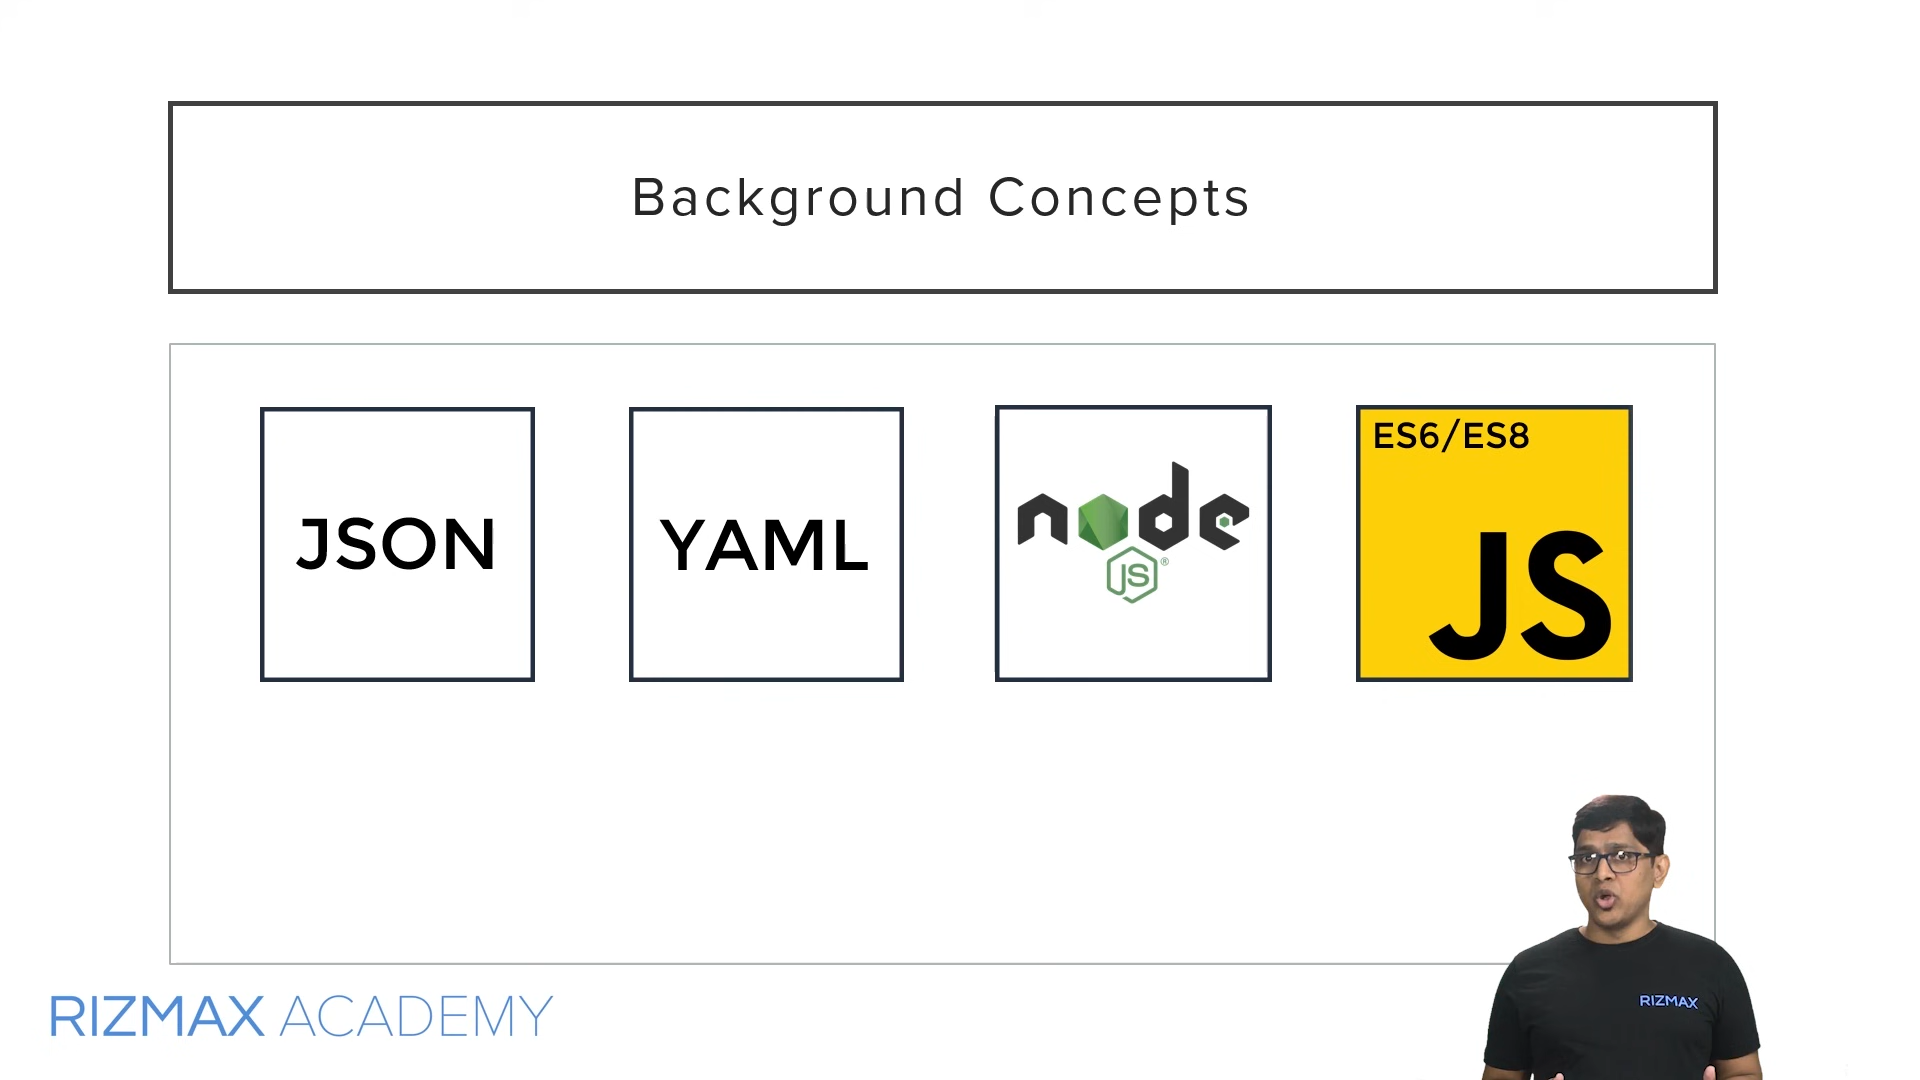 Background Concepts
JSON
YAML
node
JS®
ES6/ES8
JS
RIZMAX
RIZMAX ACADEMY